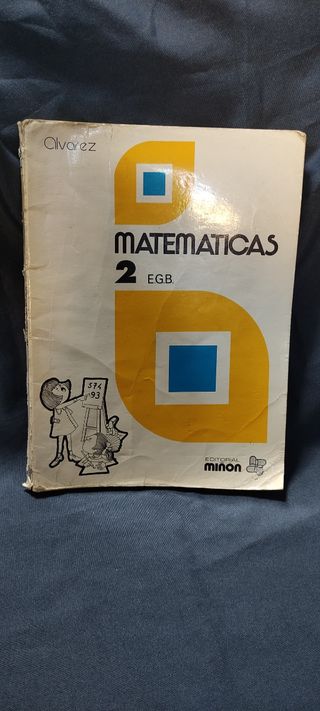 Alvarez
MATEMATICAS
2 E.G.B.
574
93
EDITORIAL
miñon